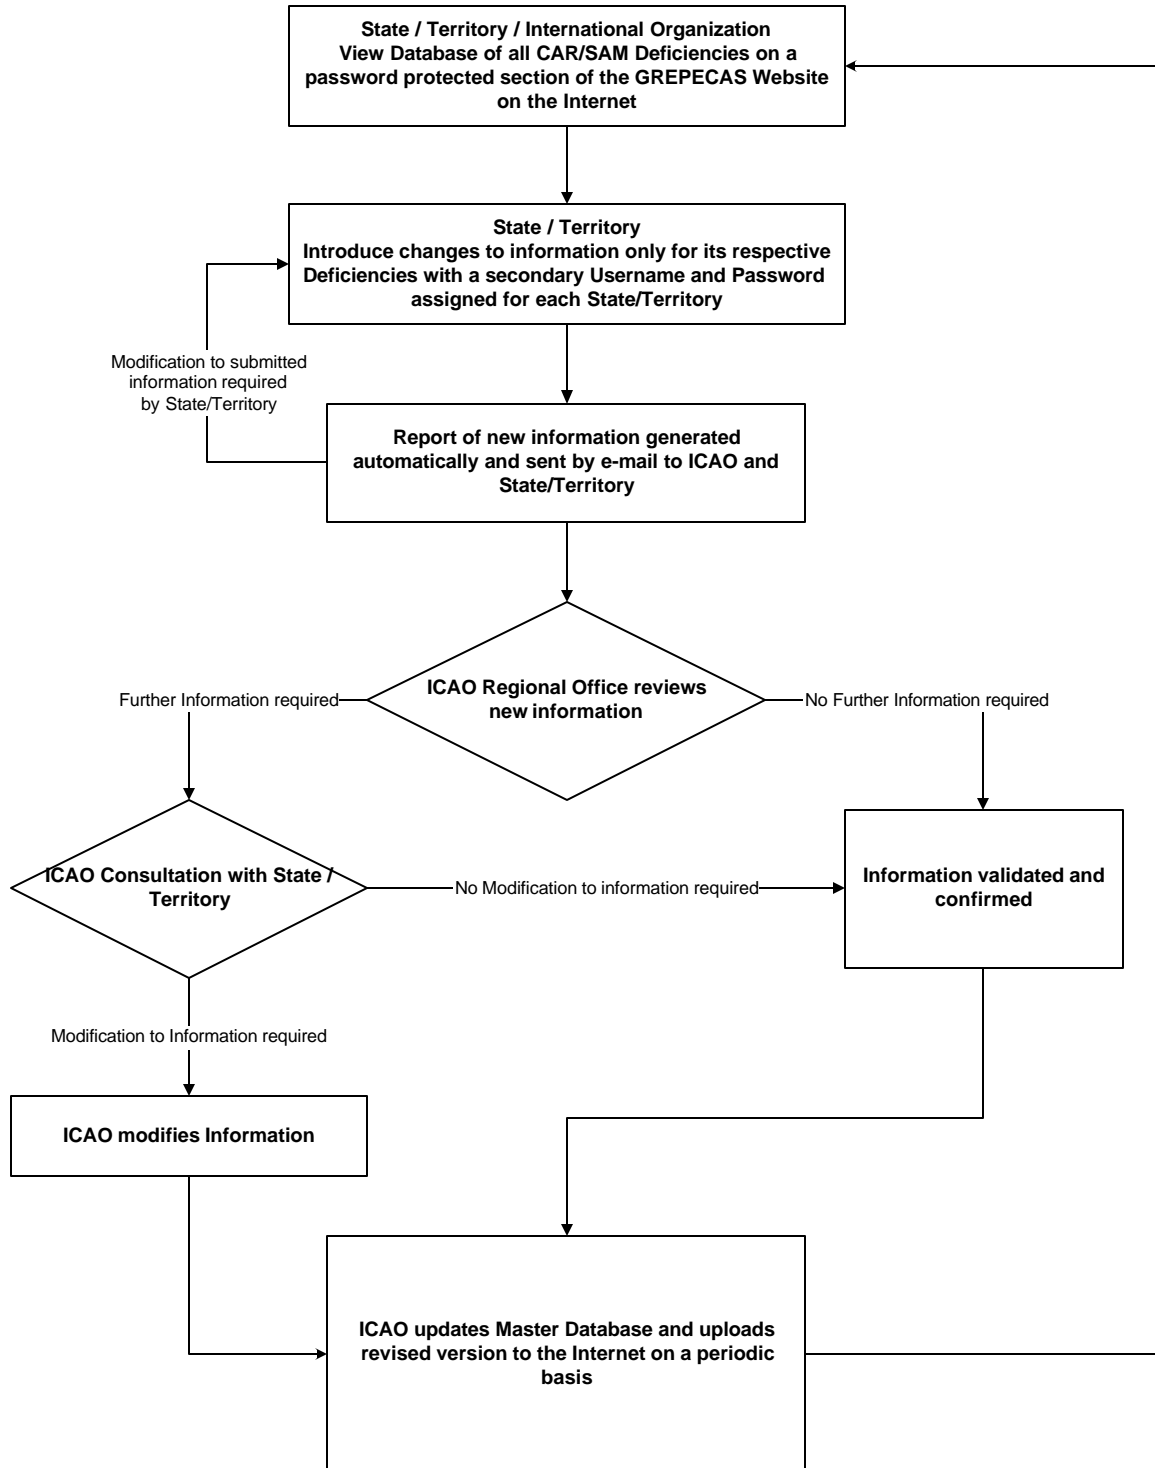 State / Territory / International Organization
View Database of all CAR/SAM Deficiencies on a
password protected section of the GREPECAS Website
on the Internet
State / Territory
Introduce changes to information only for its respective
Deficiencies with a secondary Username and Password
assigned for each State/Territory
Modification to submitted
information required
by State/Territory
Report of new information generated
automatically and sent by e-mail to ICAO and
State/Territory
ICAO Regional Office reviews
new information
Further Information required
No Further Information required
ICAO Consultation with State /
Territory
No Modification to information required
Information validated and
confirmed
Modification to Information required
ICAO modifies Information
ICAO updates Master Database and uploads
revised version to the Internet on a periodic
basis